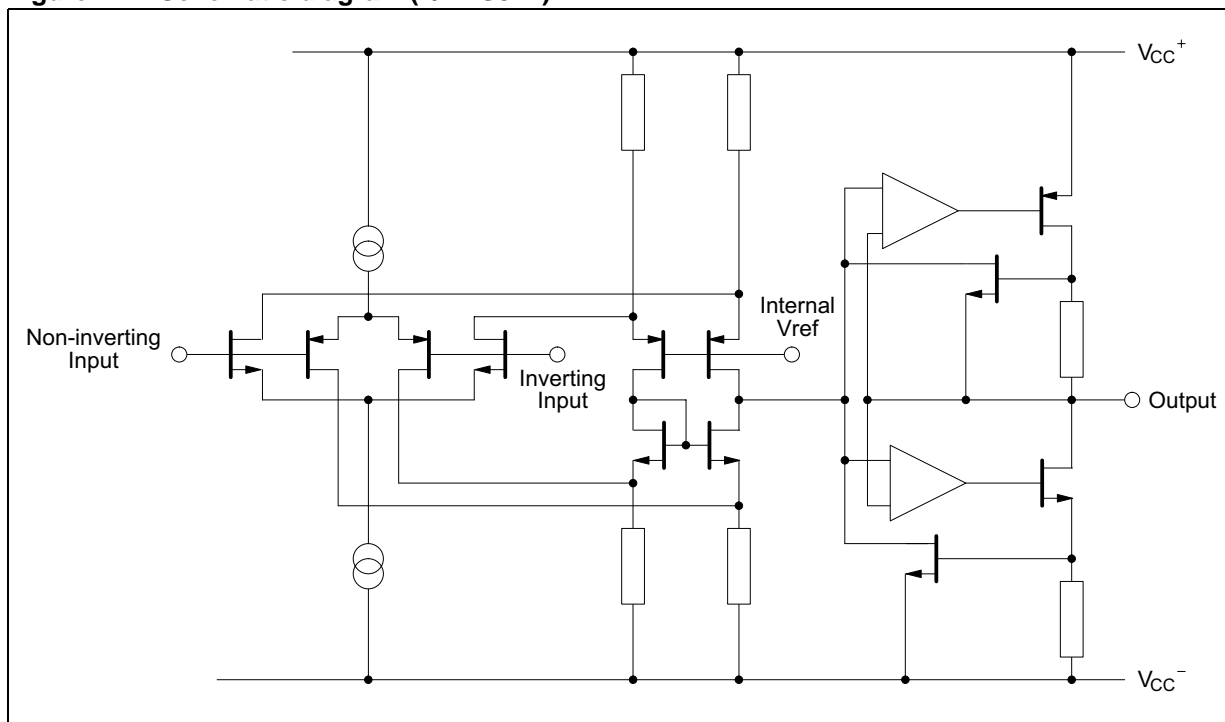 VCC+
Non-inverting
Input
Inverting
Input
Internal
Vref
Output
VCC−